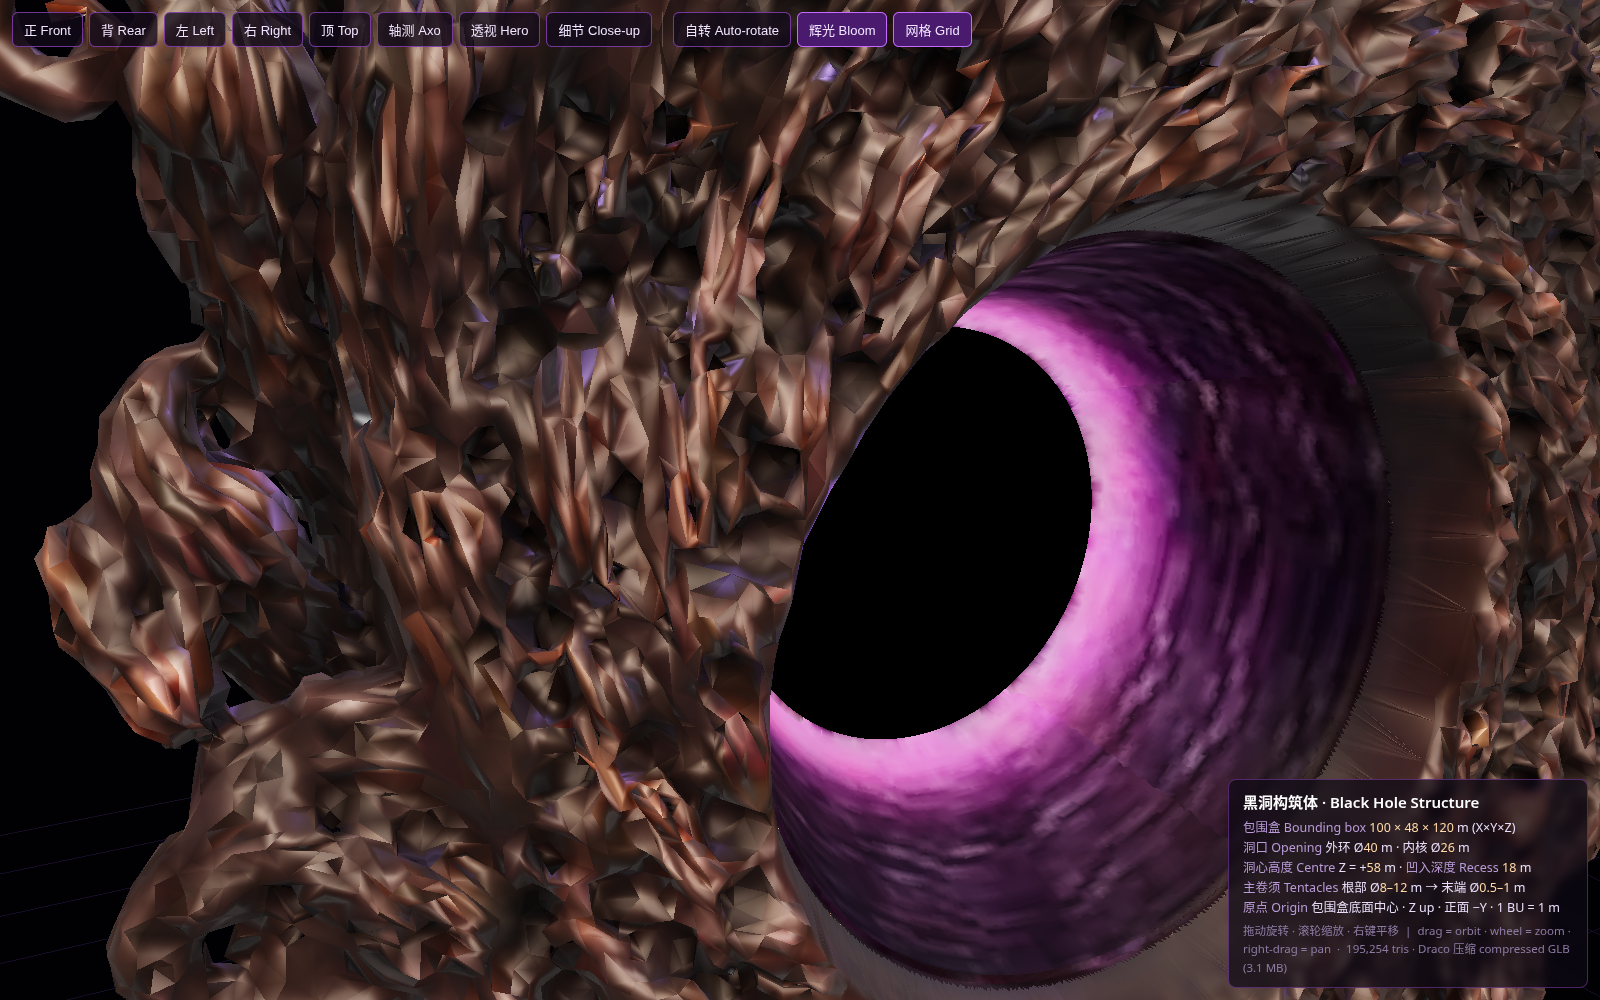 正 Front
背 Rear
左 Left
右 Right
顶 Top
轴测 Axo
透视 Hero
细节 Close-up
自转 Auto-rotate
辉光 Bloom
网格 Grid
黑洞构筑体 · Black Hole Structure
包围盒 Bounding box 100 × 48 × 120 m (X×Y×Z)
洞口 Opening 外环 Ø40 m · 内核 Ø26 m
洞心高度 Centre Z = +58 m · 凹入深度 Recess 18 m
主卷须 Tentacles 根部 Ø8–12 m → 末端 Ø0.5–1 m
原点 Origin 包围盒底面中心 · Z up · 正面 −Y · 1 BU = 1 m
拖动旋转 · 滚轮缩放 · 右键平移 | drag = orbit · wheel = zoom ·
right-drag = pan · 195,254 tris · Draco 压缩 compressed GLB
(3.1 MB)